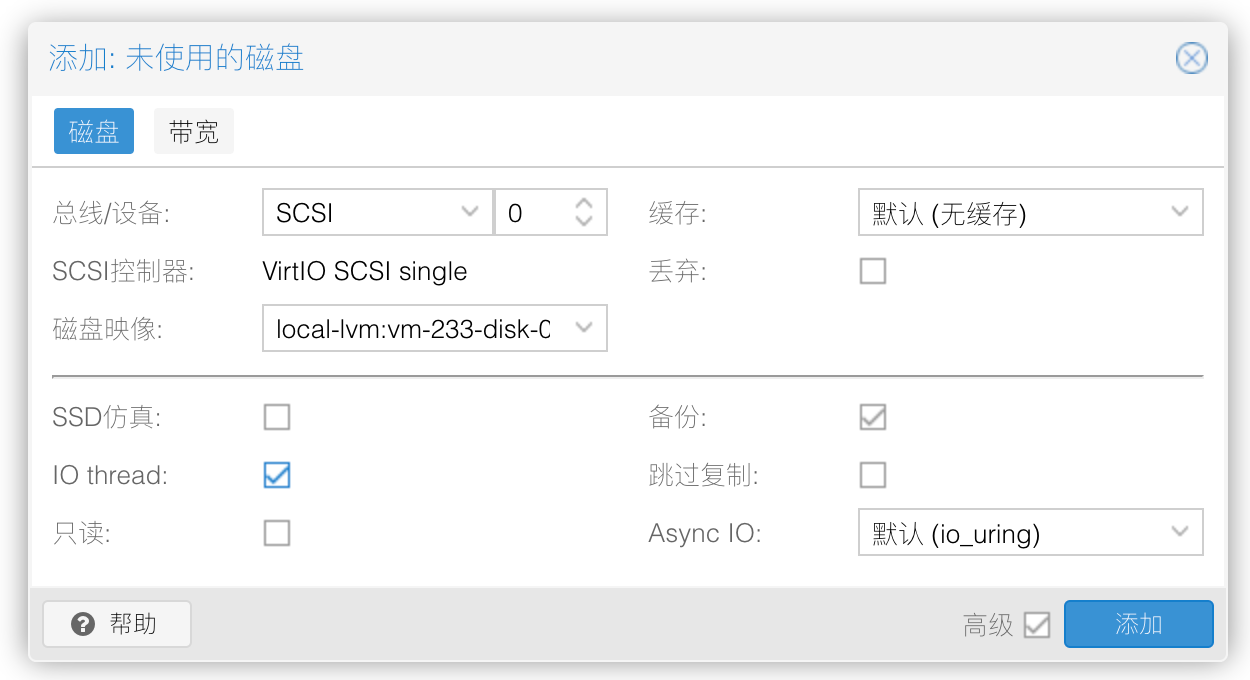 添加: 未使用的磁盘
磁盘 带宽
总线/设备: SCSI 0 缓存: 默认 (无缓存)
SCSI控制器: VirtIO SCSI single 丢弃:
磁盘映像: local-lvm:vm-233-disk-0
SSD仿真: 备份:
IO thread: 跳过复制:
只读: Async IO: 默认 (io_uring)
帮助 高级 添加